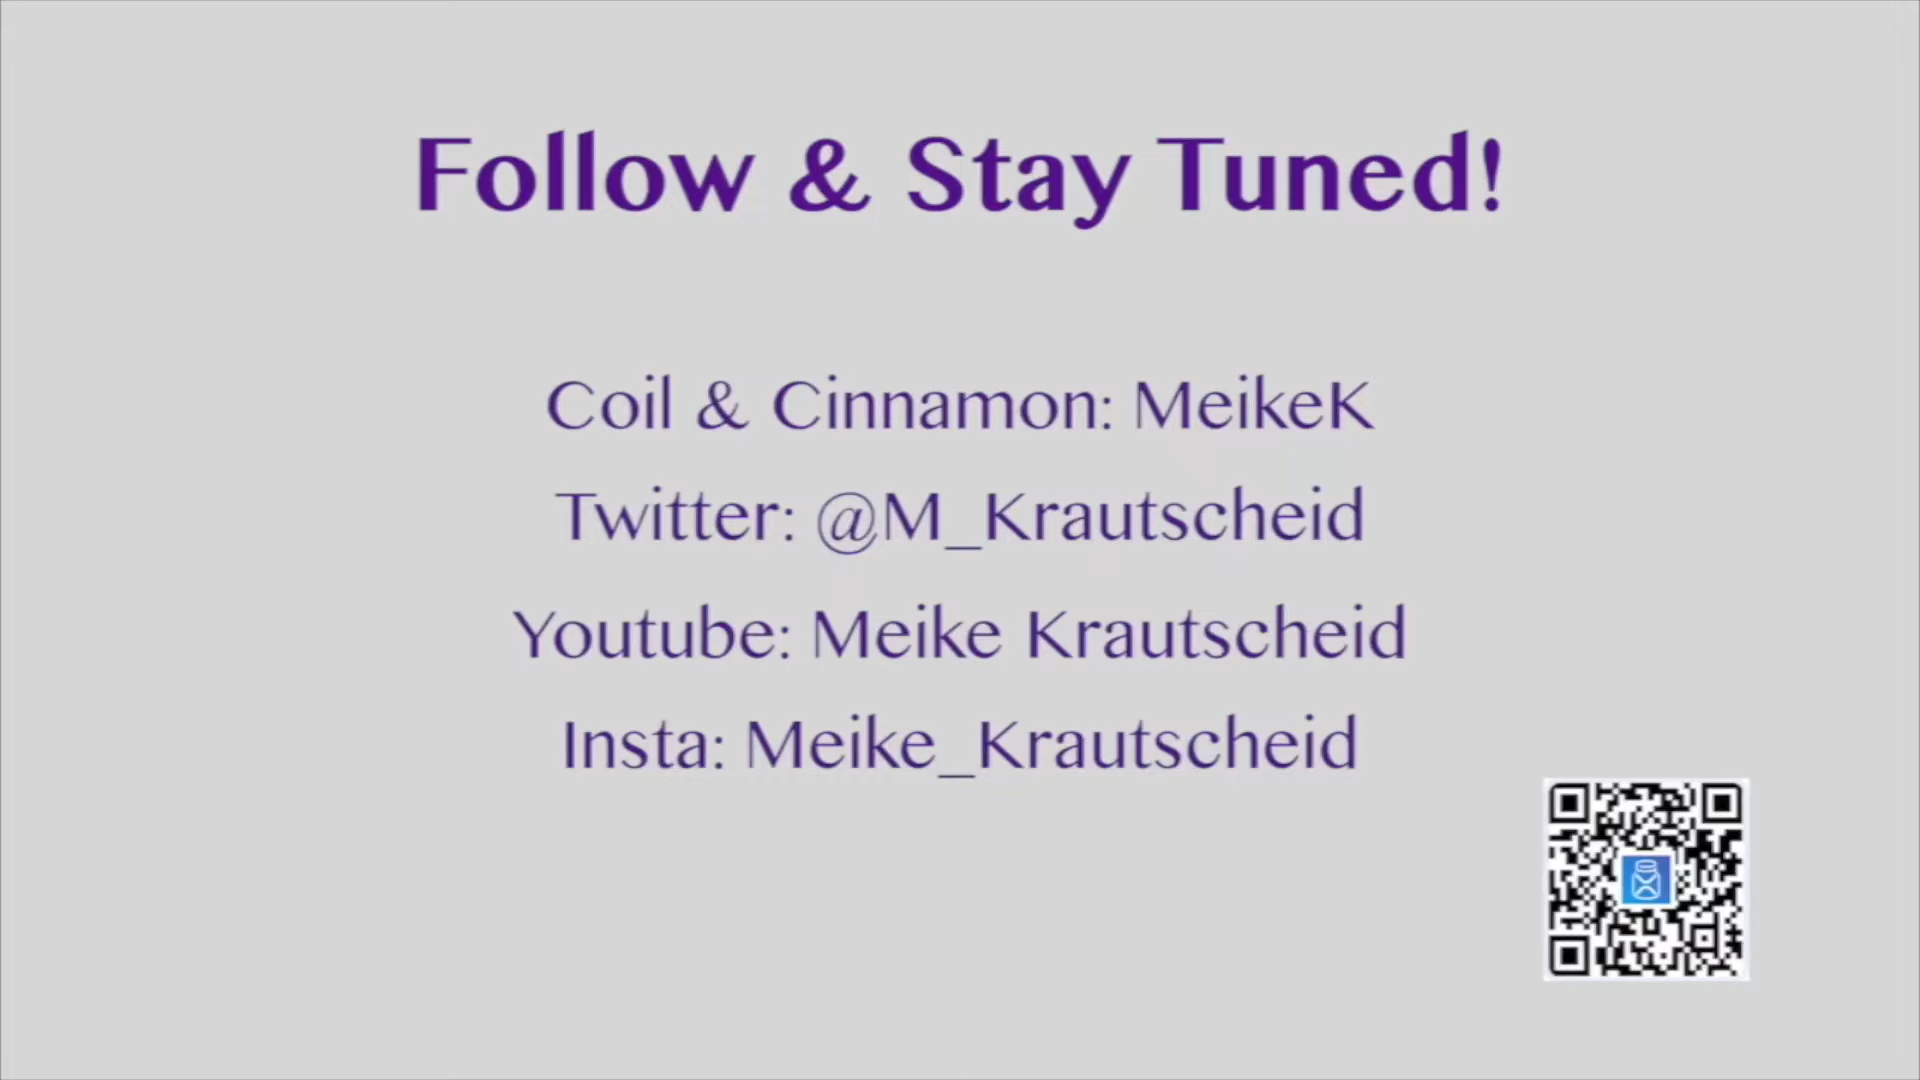 Follow & Stay Tuned!
Coil & Cinnamon: MeikeK
Twitter: @M_Krautscheid
Youtube: Meike Krautscheid
Insta: Meike_Krautscheid